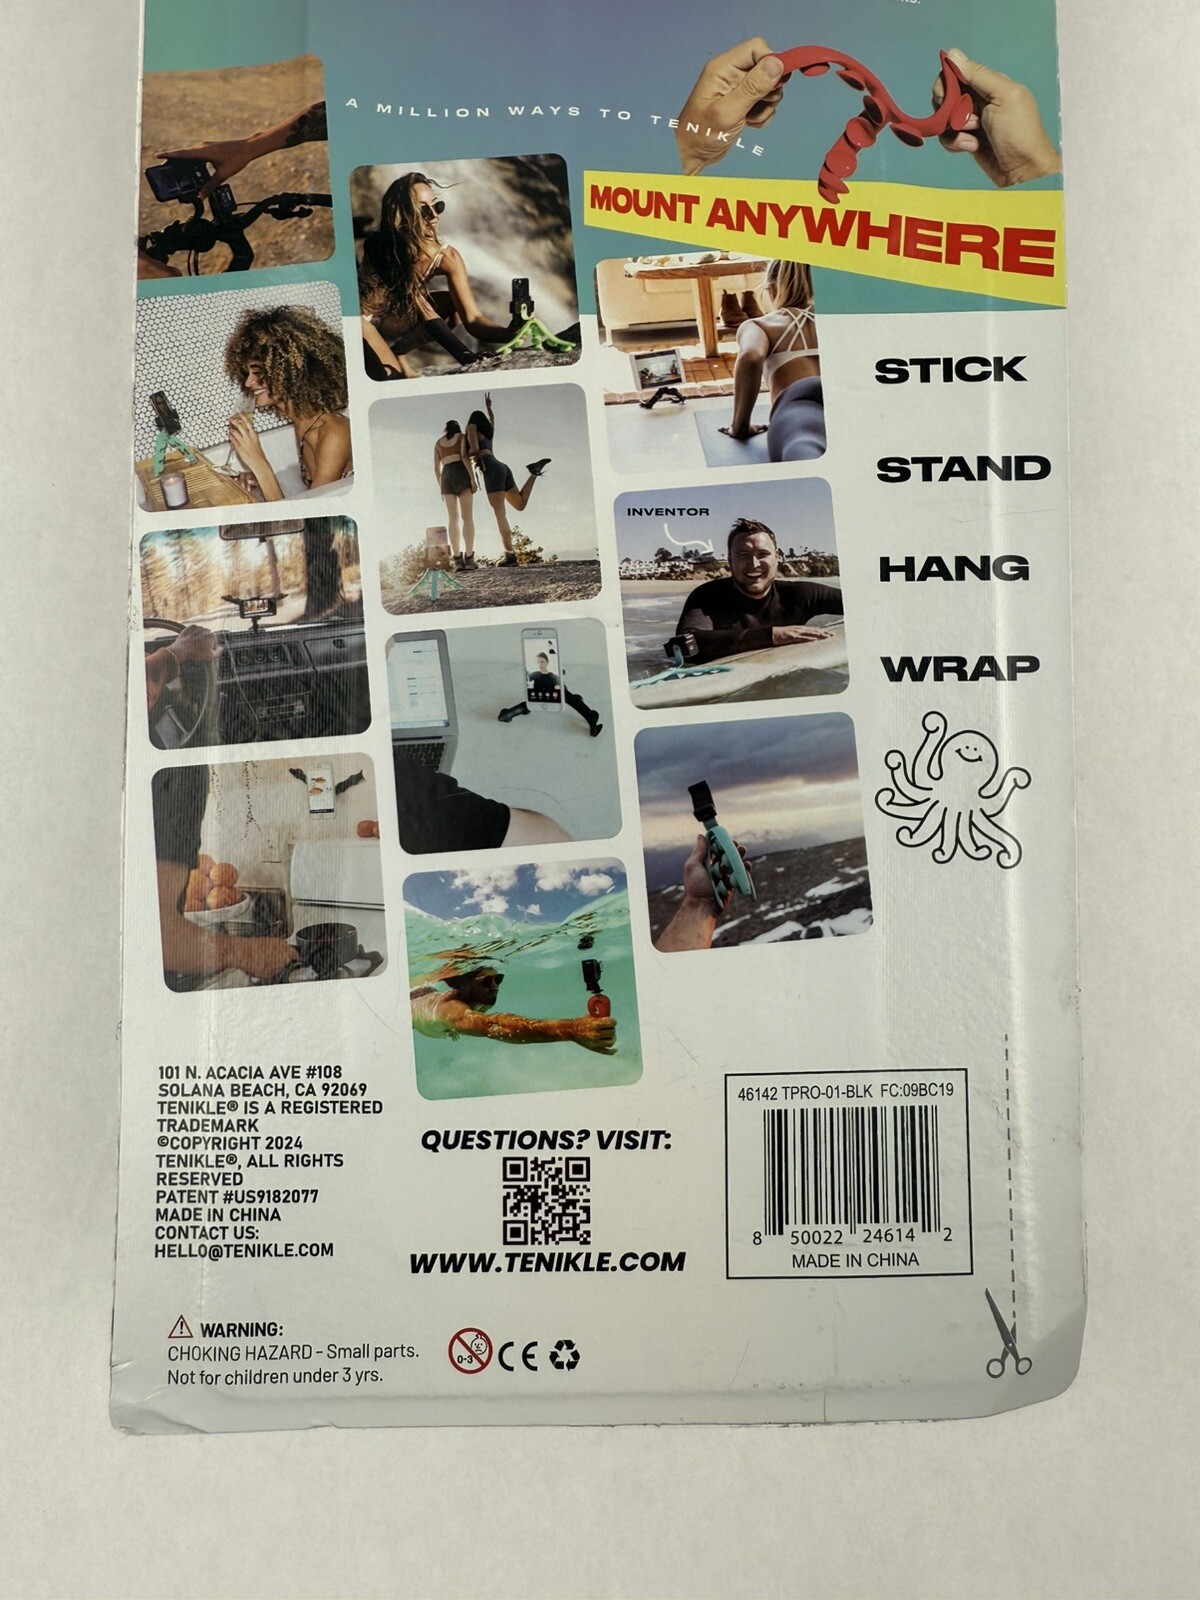 A MILLION WAYS TO TENIKLE
MOUNT ANYWHERE
STICK
STAND
HANG
WRAP
INVENTOR
101 N. ACACIA AVE #108
SOLANA BEACH, CA 92069
TENIKLE® IS A REGISTERED
TRADEMARK
©COPYRIGHT 2024
TENIKLE®, ALL RIGHTS
RESERVED
PATENT #US9182077
MADE IN CHINA
CONTACT US:
HELLO@TENIKLE.COM
QUESTIONS? VISIT:
WWW.TENIKLE.COM
46142 TPRO-01-BLK FC:09BC19
8 50022 24614 2
MADE IN CHINA
WARNING:
CHOKING HAZARD - Small parts.
Not for children under 3 yrs.
0-3
CE